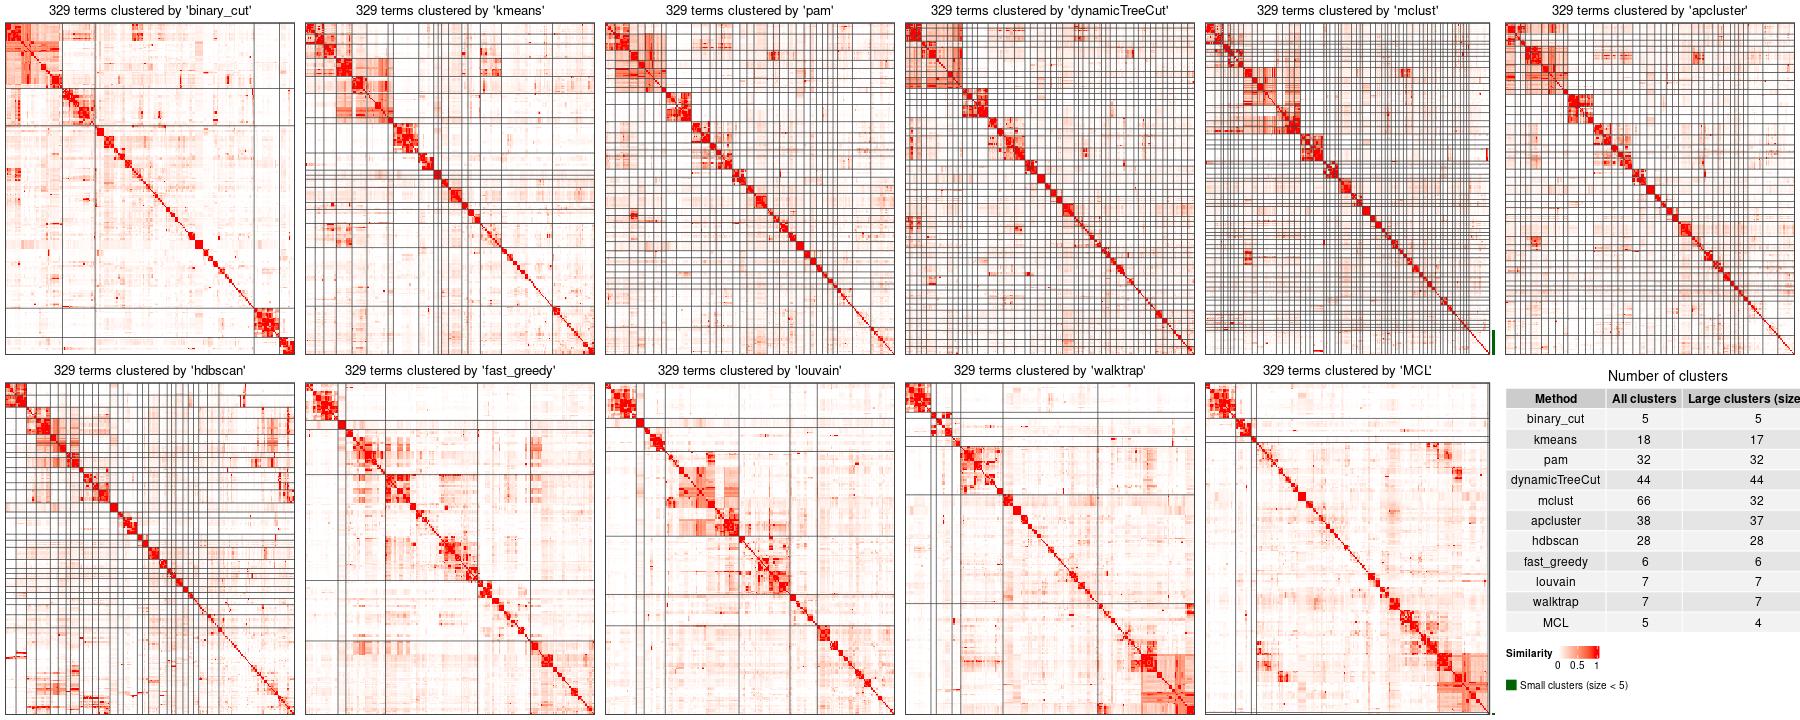 329 terms clustered by 'binary_cut'
329 terms clustered by 'kmeans'
329 terms clustered by 'pam'
329 terms clustered by 'dynamicTreeCut'
329 terms clustered by 'mclust'
329 terms clustered by 'apcluster'
329 terms clustered by 'hdbscan'
329 terms clustered by 'fast_greedy'
329 terms clustered by 'louvain'
329 terms clustered by 'walktrap'
329 terms clustered by 'MCL'
Number of clusters
Method All clusters Large clusters (size
binary_cut 5 5
kmeans 18 17
pam 32 32
dynamicTreeCut 44 44
mclust 66 32
apcluster 38 37
hdbscan 28 28
fast_greedy 6 6
louvain 7 7
walktrap 7 7
MCL 5 4
Similarity
0 0.5 1
Small clusters (size < 5)